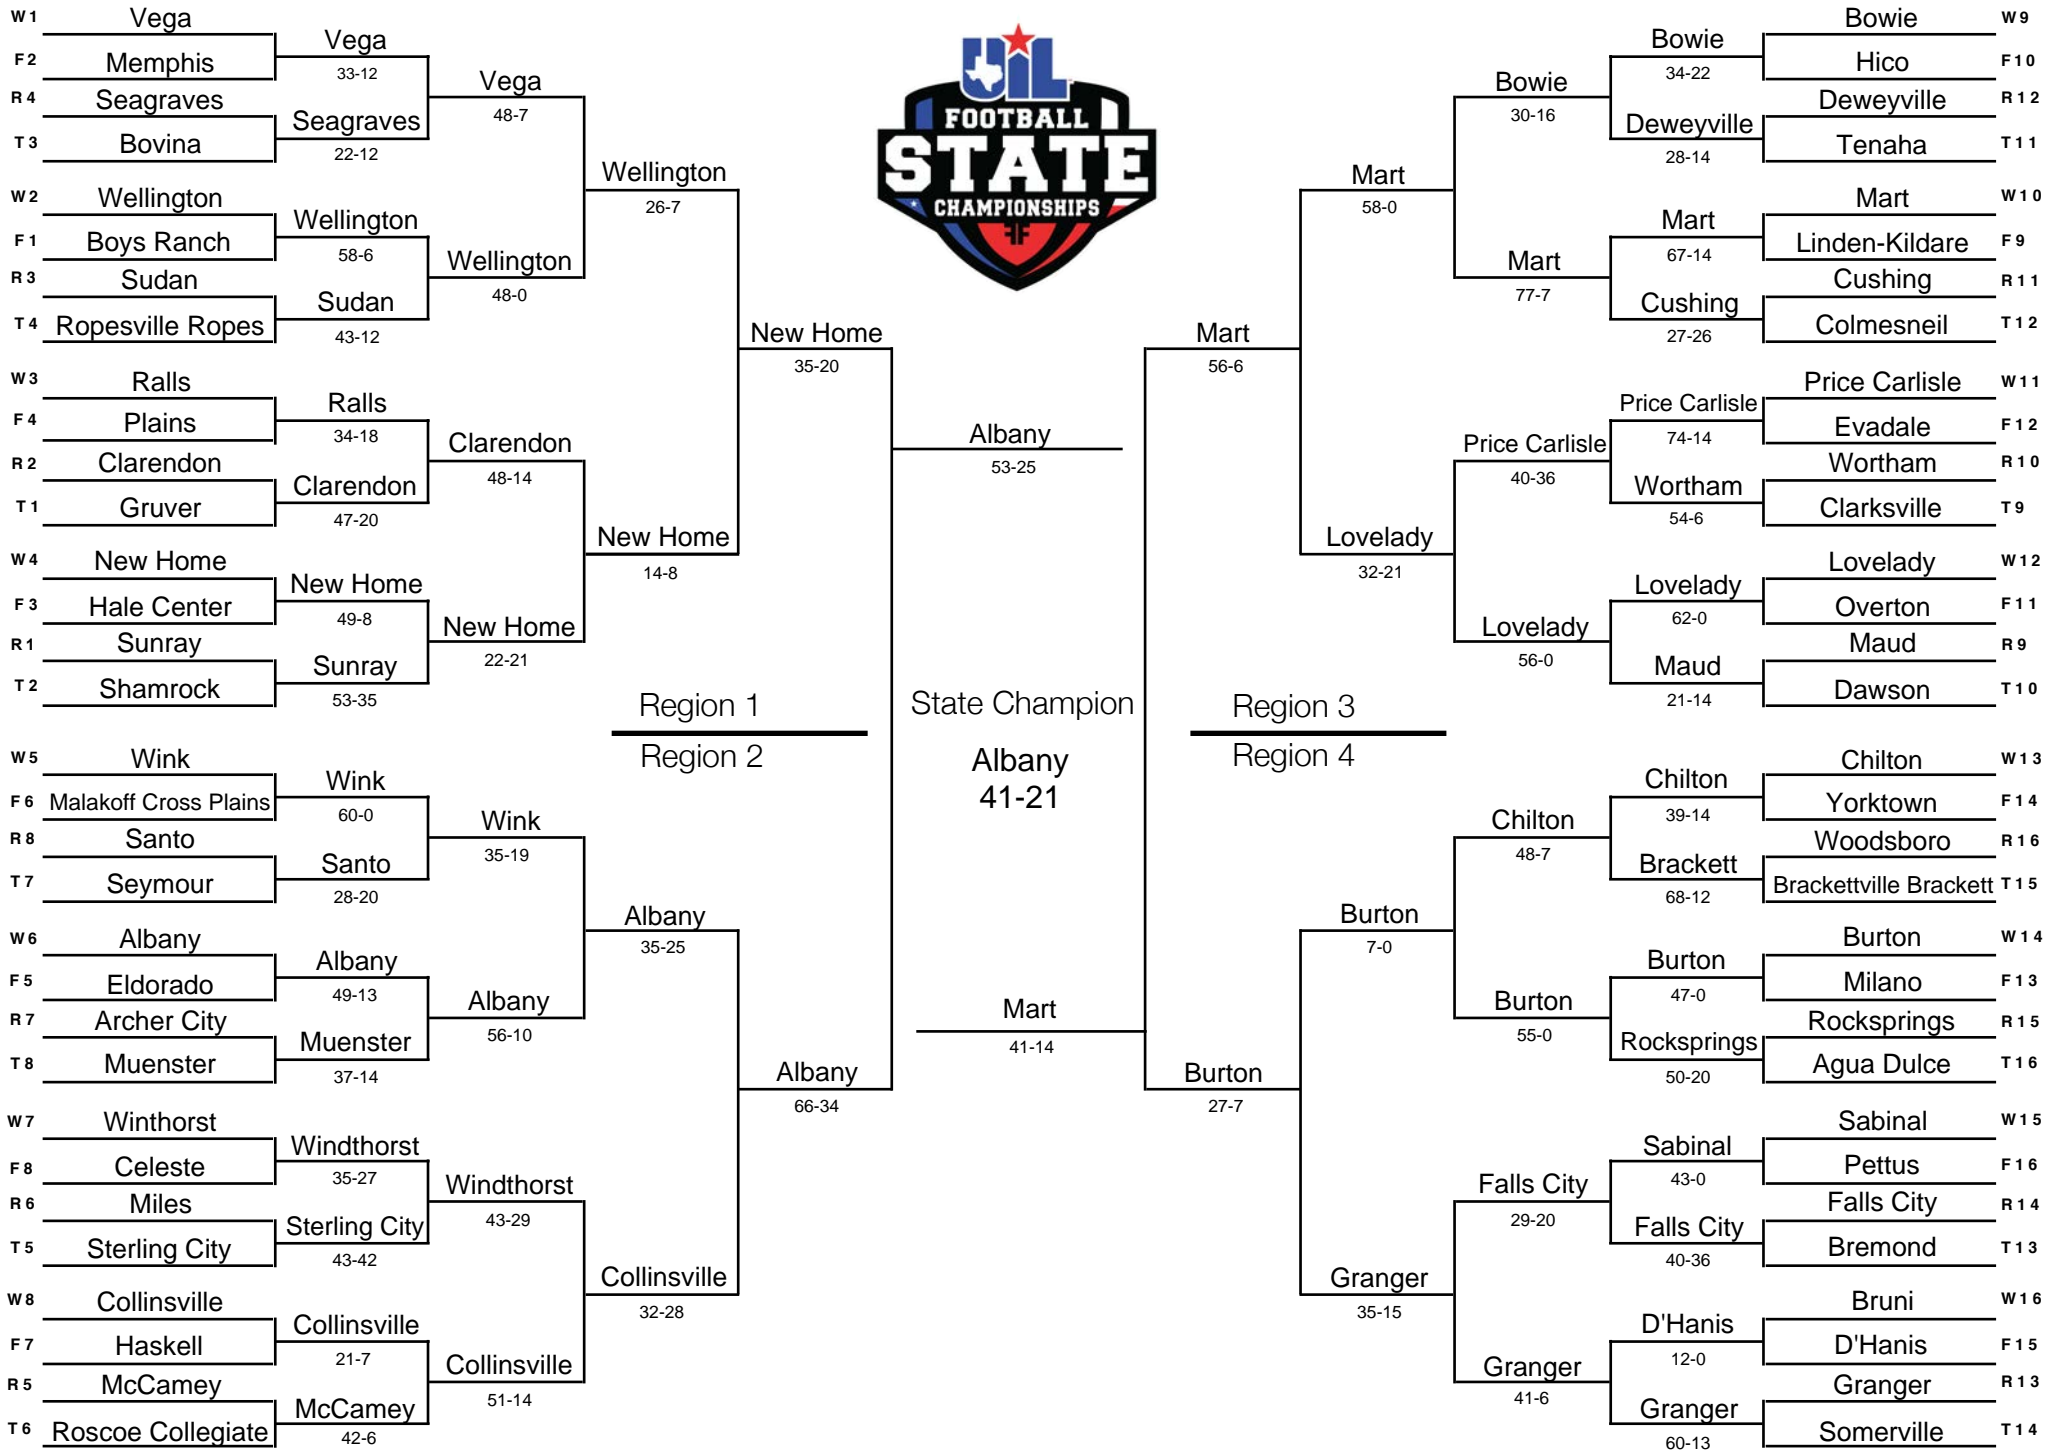 W1 Vega
F2 Memphis
R4 Seagraves
T3 Bovina
W2 Wellington
F1 Boys Ranch
R3 Sudan
T4 Ropesville Ropes
W3 Ralls
F4 Plains
R2 Clarendon
T1 Gruver
W4 New Home
F3 Hale Center
R1 Sunray
T2 Shamrock
W5 Wink
F6 Malakoff Cross Plains
R8 Santo
T7 Seymour
W6 Albany
F5 Eldorado
R7 Archer City
T8 Muenster
W7 Winthorst
F8 Celeste
R6 Miles
T5 Sterling City
W8 Collinsville
F7 Haskell
R5 McCamey
T6 Roscoe Collegiate
Vega
33-12
Seagraves
22-12
Wellington
58-6
Sudan
43-12
Ralls
34-18
Clarendon
47-20
New Home
49-8
Sunray
53-35
Wink
60-0
Santo
28-20
Albany
49-13
Muenster
37-14
Windthorst
35-27
Sterling City
43-42
Collinsville
21-7
McCamey
42-6
Vega
48-7
Wellington
48-0
Clarendon
48-14
New Home
22-21
Wink
35-19
Albany
56-10
Windthorst
43-29
Collinsville
51-14
Wellington
26-7
New Home
14-8
Albany
35-25
Collinsville
32-28
New Home
35-20
Albany
66-34
Region 1
Region 2
UIL
FOOTBALL
STATE
CHAMPIONSHIPS
Albany
53-25
State Champion
Albany
41-21
Mart
41-14
Region 3
Region 4
Mart
56-6
Burton
27-7
Mart
58-0
Lovelady
32-21
Burton
7-0
Granger
35-15
Bowie
30-16
Mart
77-7
Price Carlisle
40-36
Lovelady
56-0
Chilton
48-7
Burton
55-0
Falls City
29-20
Granger
41-6
Bowie
34-22
Deweyville
28-14
Mart
67-14
Cushing
27-26
Price Carlisle
74-14
Wortham
54-6
Lovelady
62-0
Maud
21-14
Chilton
39-14
Brackett
68-12
Burton
47-0
Rocksprings
50-20
Sabinal
43-0
Falls City
40-36
D'Hanis
12-0
Granger
60-13
Bowie W9
Hico F10
Deweyville R12
Tenaha T11
Mart W10
Linden-Kildare F9
Cushing R11
Colmesneil T12
Price Carlisle W11
Evadale F12
Wortham R10
Clarksville T9
Lovelady W12
Overton F11
Maud R9
Dawson T10
Chilton W13
Yorktown F14
Woodsboro R16
Brackettville Brackett T15
Burton W14
Milano F13
Rocksprings R15
Agua Dulce T16
Sabinal W15
Pettus F16
Falls City R14
Bremond T13
Bruni W16
D'Hanis F15
Granger R13
Somerville T14